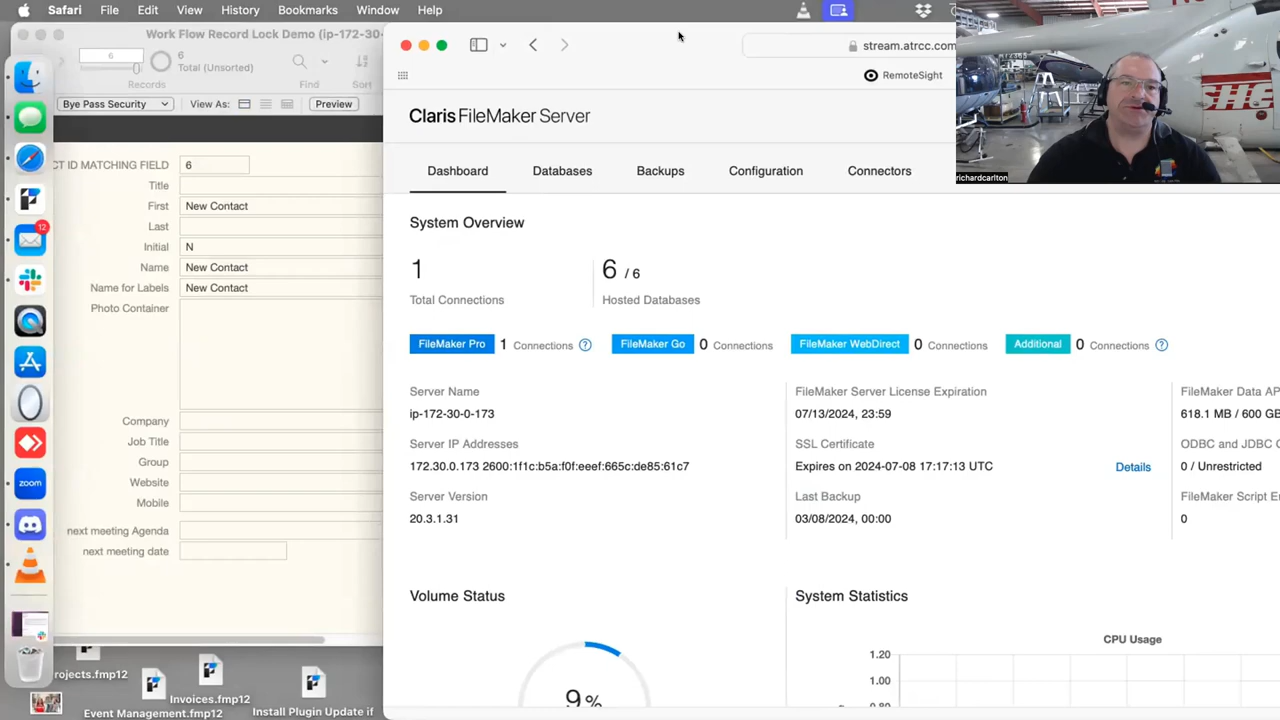 Safari File Edit View History Bookmarks Window Help
Work Flow Record Lock Demo (ip-172-30-
6
6
Total (Unsorted)
Records
Find
Sort
Bye Pass Security
View As:
Preview
stream.atrcc.com
RemoteSight
Claris FileMaker Server
Dashboard
Databases
Backups
Configuration
Connectors
CT ID MATCHING FIELD 6
Title
First New Contact
Last
Initial N
Name New Contact
Name for Labels New Contact
Photo Container
Company
Job Title
Group
Website
Mobile
next meeting Agenda
next meeting date
System Overview
1
Total Connections
6 / 6
Hosted Databases
FileMaker Pro 1 Connections ?
FileMaker Go 0 Connections
FileMaker WebDirect 0 Connections
Additional 0 Connections ?
Server Name
ip-172-30-0-173
Server IP Addresses
172.30.0.173 2600:1f1c:b5a:f0f:eeef:665c:de85:61c7
Server Version
20.3.1.31
FileMaker Server License Expiration
07/13/2024, 23:59
SSL Certificate
Expires on 2024-07-08 17:17:13 UTC
Details
Last Backup
03/08/2024, 00:00
FileMaker Data AP
618.1 MB / 600 GB
ODBC and JDBC C
0 / Unrestricted
FileMaker Script En
0
Volume Status
9 %
System Statistics
CPU Usage
1.20
1.00
0.80
rojects.fmp12
Event Management.fmp12
Invoices.fmp12
Install Plugin Update if
12
zoom
richardcarlton